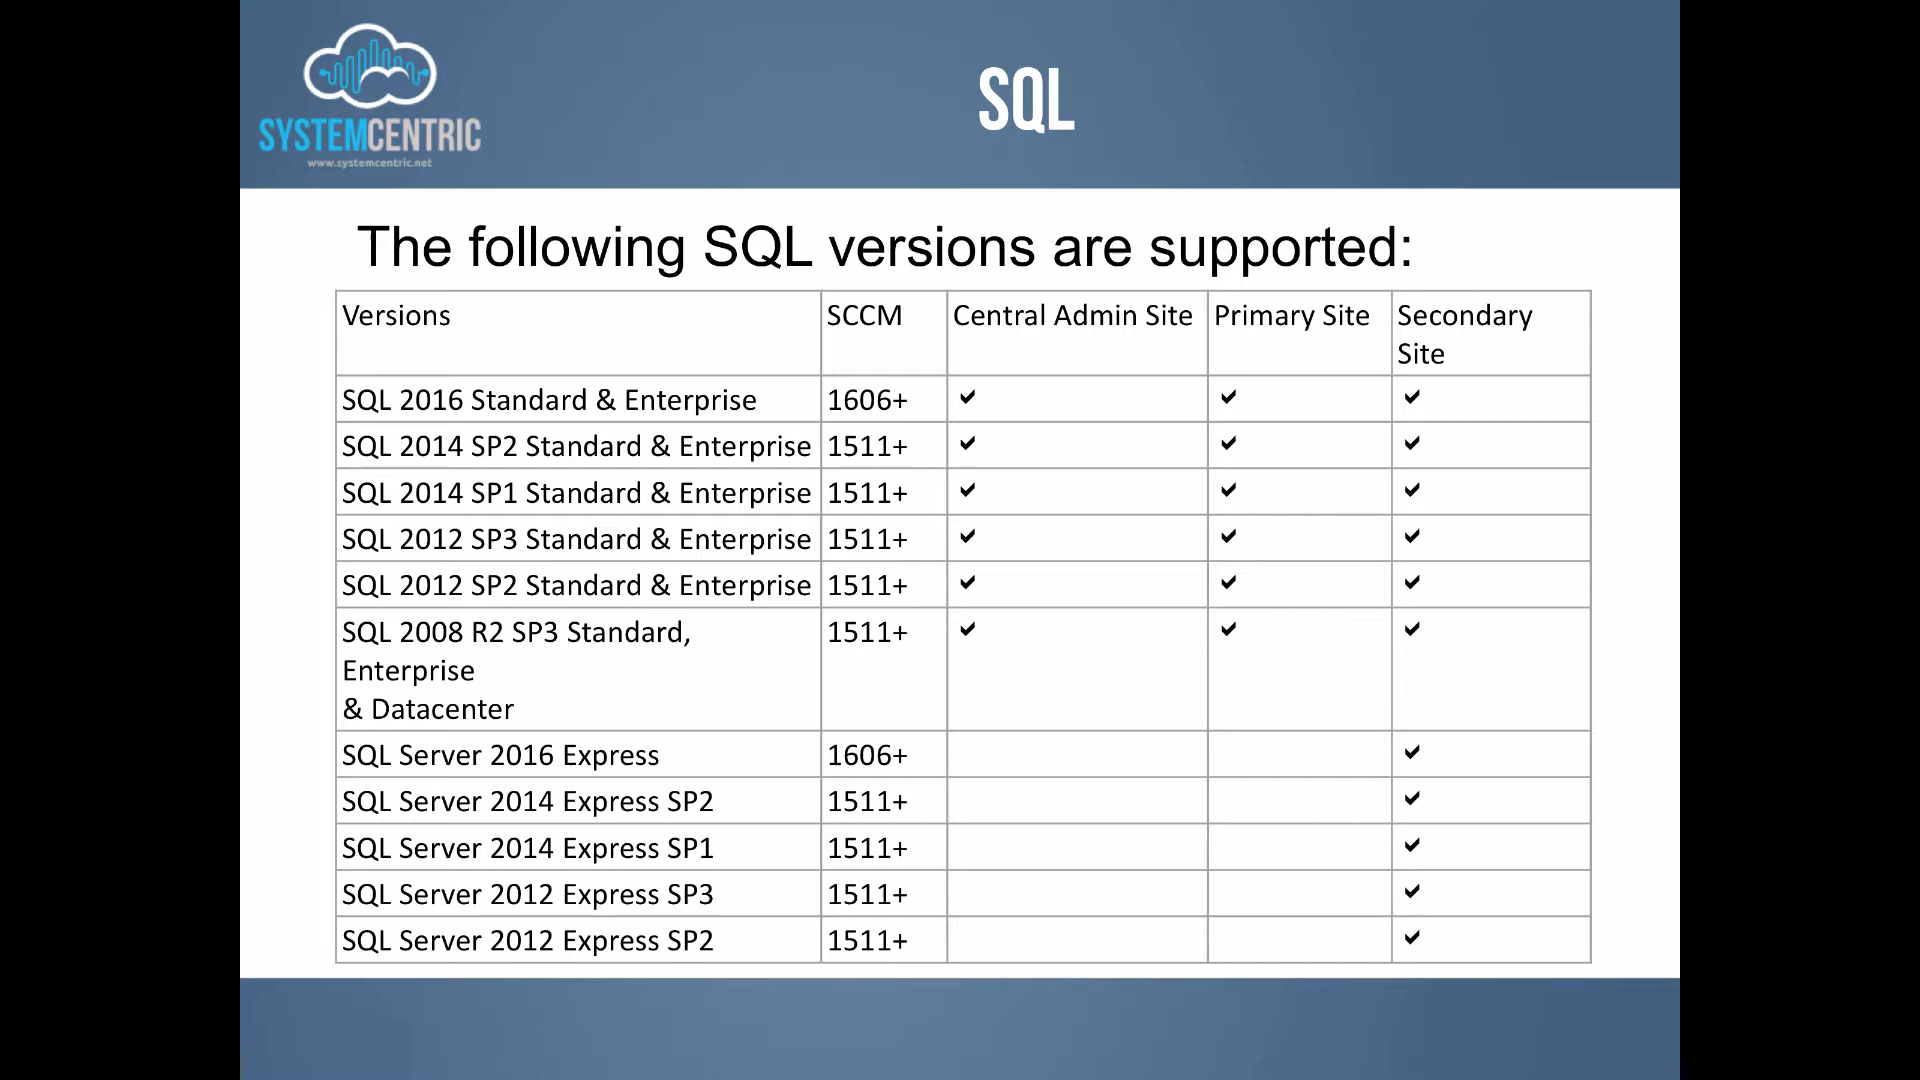 SYSTEMCENTRIC
www.systemcentric.net
SQL
The following SQL versions are supported:
Versions SCCM Central Admin Site Primary Site Secondary
Site
SQL 2016 Standard & Enterprise 1606+ ✔ ✔ ✔
SQL 2014 SP2 Standard & Enterprise 1511+ ✔ ✔ ✔
SQL 2014 SP1 Standard & Enterprise 1511+ ✔ ✔ ✔
SQL 2012 SP3 Standard & Enterprise 1511+ ✔ ✔ ✔
SQL 2012 SP2 Standard & Enterprise 1511+ ✔ ✔ ✔
SQL 2008 R2 SP3 Standard, 1511+ ✔ ✔ ✔
Enterprise
& Datacenter
SQL Server 2016 Express 1606+ ✔
SQL Server 2014 Express SP2 1511+ ✔
SQL Server 2014 Express SP1 1511+ ✔
SQL Server 2012 Express SP3 1511+ ✔
SQL Server 2012 Express SP2 1511+ ✔